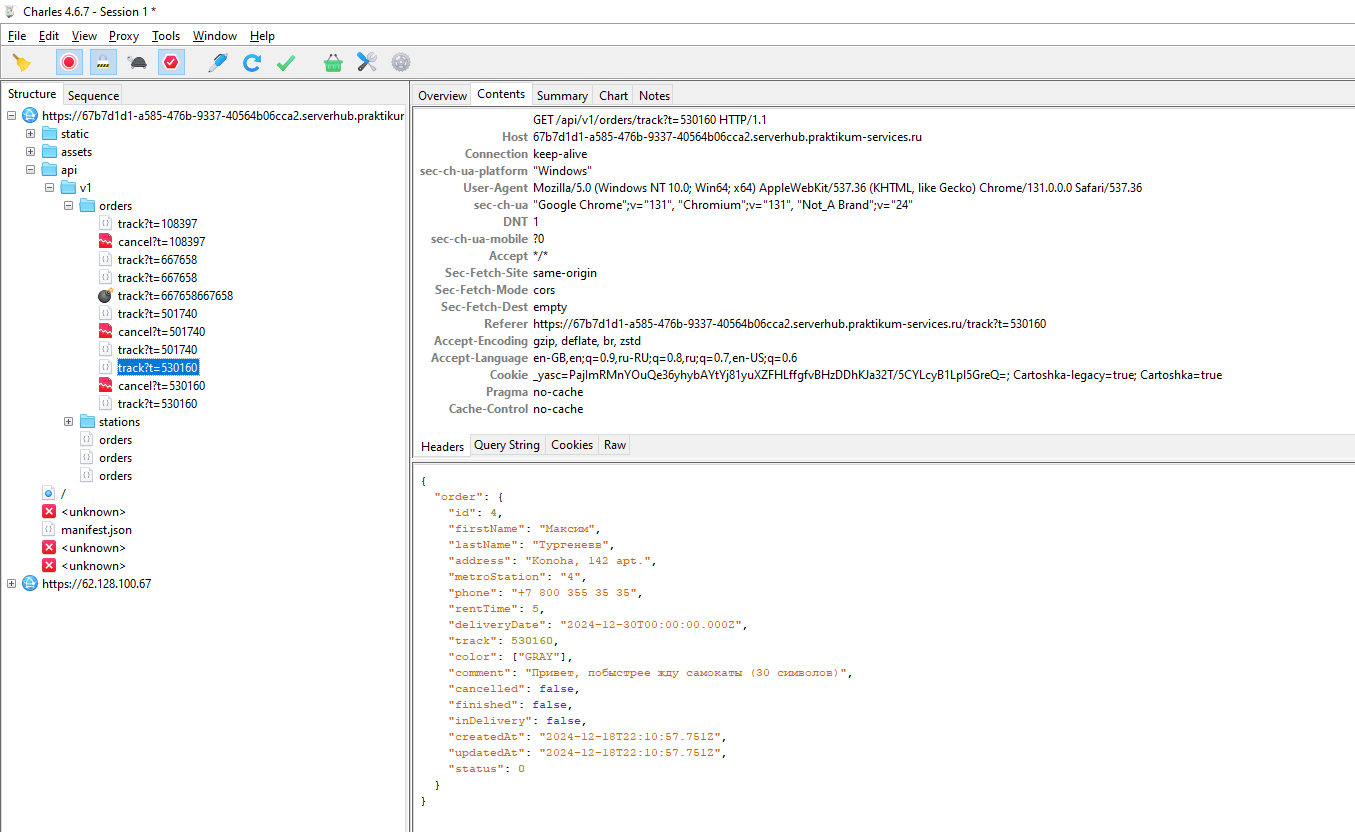 Charles 4.6.7 - Session 1 *
File Edit View Proxy Tools Window Help
Structure Sequence
https://67b7d1d1-a585-476b-9337-40564b06cca2.serverhub.praktikum
static
assets
api
v1
orders
track?t=108397
cancel?t=108397
track?t=667658
track?t=667658
track?t=667658667658
track?t=501740
cancel?t=501740
track?t=501740
track?t=530160
cancel?t=530160
track?t=530160
stations
orders
orders
orders
/
<unknown>
manifest.json
<unknown>
<unknown>
https://62.128.100.67
Overview Contents Summary Chart Notes
GET /api/v1/orders/track?t=530160 HTTP/1.1
Host 67b7d1d1-a585-476b-9337-40564b06cca2.serverhub.praktikum-services.ru
Connection keep-alive
sec-ch-ua-platform "Windows"
User-Agent Mozilla/5.0 (Windows NT 10.0; Win64; x64) AppleWebKit/537.36 (KHTML, like Gecko) Chrome/131.0.0.0 Safari/537.36
sec-ch-ua "Google Chrome";v="131", "Chromium";v="131", "Not_A Brand";v="24"
DNT 1
sec-ch-ua-mobile ?0
Accept */*
Sec-Fetch-Site same-origin
Sec-Fetch-Mode cors
Sec-Fetch-Dest empty
Referer https://67b7d1d1-a585-476b-9337-40564b06cca2.serverhub.praktikum-services.ru/track?t=530160
Accept-Encoding gzip, deflate, br, zstd
Accept-Language en-GB,en;q=0.9,ru-RU;q=0.8,ru;q=0.7,en-US;q=0.6
Cookie _yasc=PajImRMnYOuQe36yhybAYtYj81yuXZFHLffgfvBHzDDhKJa32T/5CYLcyB1LpI5GreQ=; Cartoshka-legacy=true; Cartoshka=true
Pragma no-cache
Cache-Control no-cache
Headers Query String Cookies Raw
{
"order": {
"id": 4,
"firstName": "Максим",
"lastName": "Тургеневв",
"address": "Konoha, 142 apt.",
"metroStation": "4",
"phone": "+7 800 355 35 35",
"rentTime": 5,
"deliveryDate": "2024-12-30T00:00:00.000Z",
"track": 530160,
"color": ["GRAY"],
"comment": "Привет, побыстрее жду самокаты (30 символов)",
"cancelled": false,
"finished": false,
"inDelivery": false,
"createdAt": "2024-12-18T22:10:57.751Z",
"updatedAt": "2024-12-18T22:10:57.751Z",
"status": 0
}
}